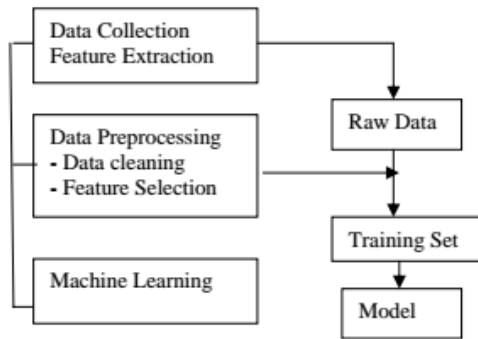 Data Collection
Feature Extraction
Raw Data
Data Preprocessing
- Data cleaning
- Feature Selection
Training Set
Machine Learning
Model